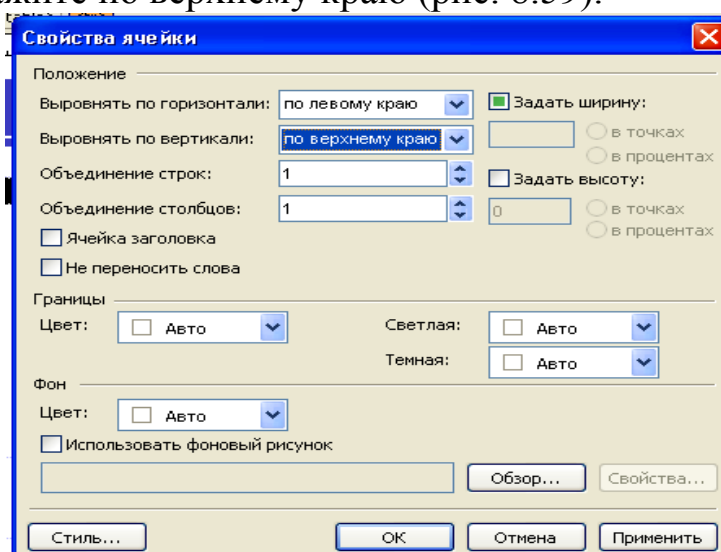 жите по верхнему краю (рис. 8.59).
Свойства ячейки
Положение
Выровнять по горизонтали: по левому краю
Задать ширину:
Выровнять по вертикали: по верхнему краю
в точках
в процентах
Объединение строк: 1
Задать высоту:
Объединение столбцов: 1
0
в точках
в процентах
Ячейка заголовка
Не переносить слова
Границы
Цвет: Авто
Светлая: Авто
Темная: Авто
Фон
Цвет: Авто
Использовать фоновый рисунок
Обзор... Свойства...
Стиль... ОК Отмена Применить